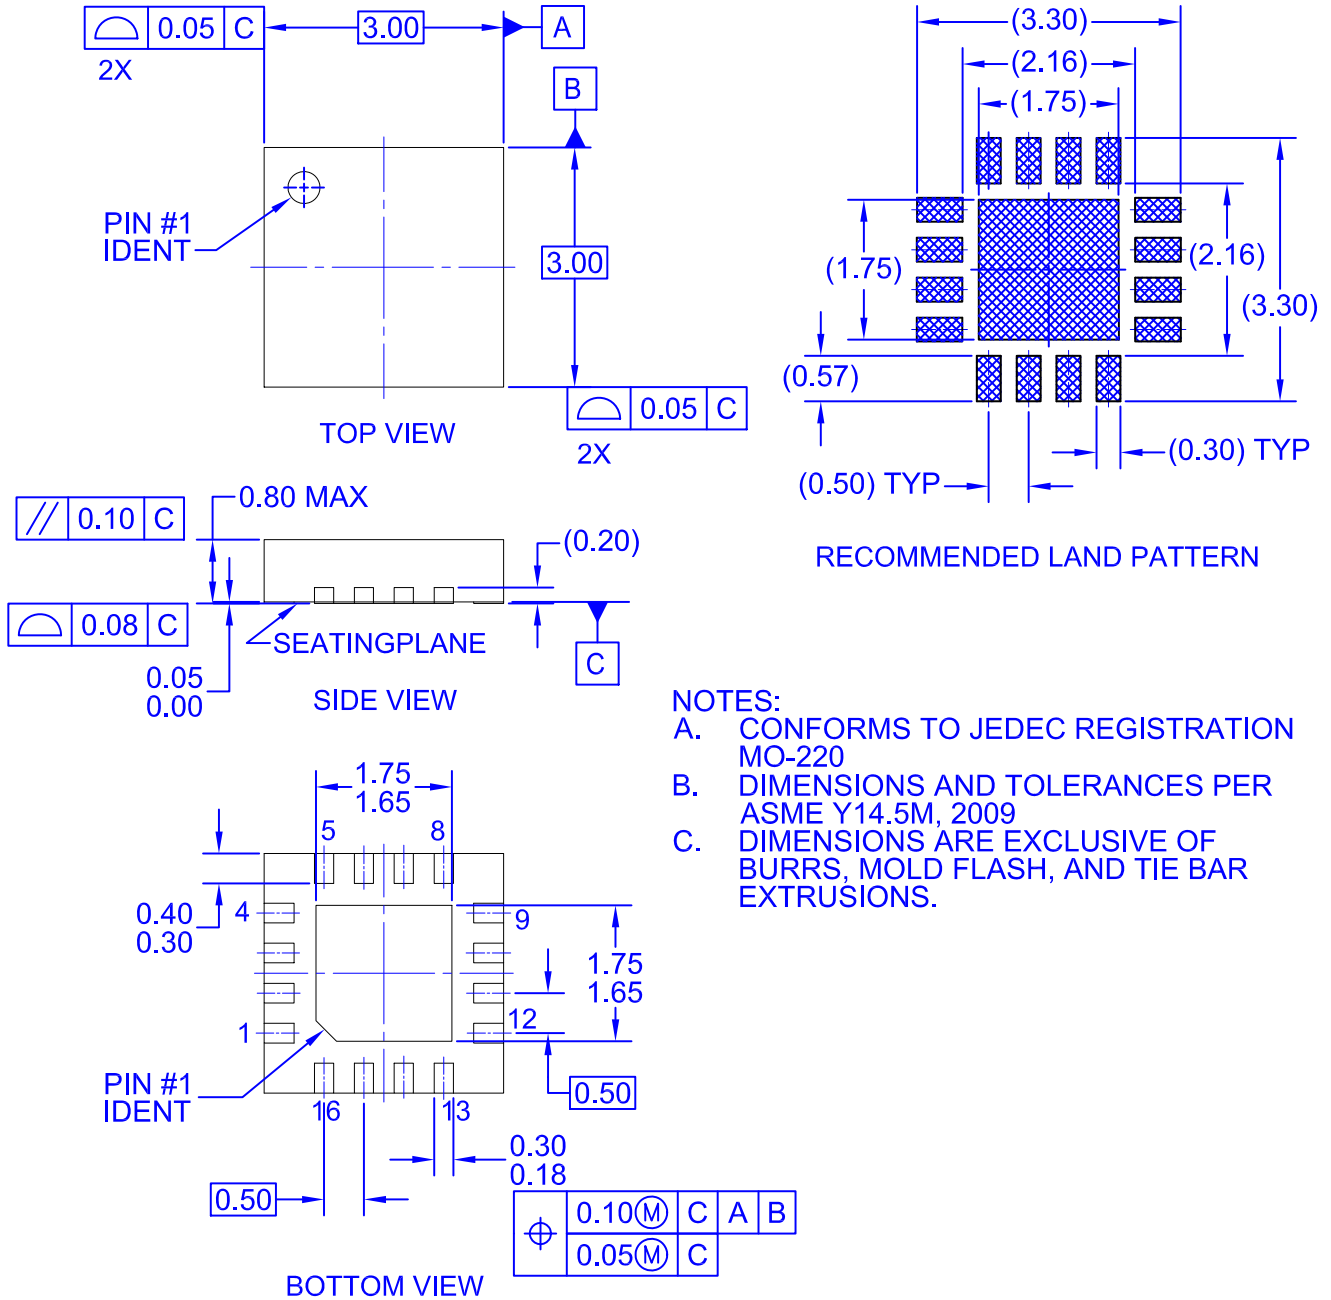 0.05 C
2X
3.00
A
B
PIN #1
IDENT
3.00
0.05 C
2X
TOP VIEW
(3.30)
(2.16)
(1.75)
(1.75)
(2.16)
(3.30)
(0.57)
(0.30) TYP
(0.50) TYP
RECOMMENDED LAND PATTERN
// 0.10 C
0.80 MAX
(0.20)
0.08 C
SEATINGPLANE
C
0.05
0.00
SIDE VIEW
NOTES:
A. CONFORMS TO JEDEC REGISTRATION
MO-220
B. DIMENSIONS AND TOLERANCES PER
ASME Y14.5M, 2009
C. DIMENSIONS ARE EXCLUSIVE OF
BURRS, MOLD FLASH, AND TIE BAR
EXTRUSIONS.
1.75
1.65
5 8
0.40
0.30
4
9
1.75
1.65
1
12
PIN #1
IDENT
16 13
0.50
0.30
0.18
0.50
0.10Ⓜ C A B
0.05Ⓜ C
BOTTOM VIEW